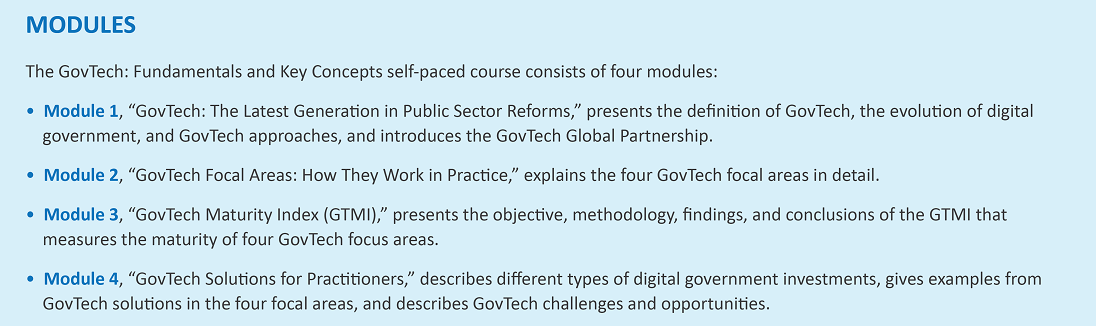 MODULES
The GovTech: Fundamentals and Key Concepts self-paced course consists of four modules:
• Module 1, “GovTech: The Latest Generation in Public Sector Reforms,” presents the definition of GovTech, the evolution of digital
government, and GovTech approaches, and introduces the GovTech Global Partnership.
• Module 2, “GovTech Focal Areas: How They Work in Practice,” explains the four GovTech focal areas in detail.
• Module 3, “GovTech Maturity Index (GTMI),” presents the objective, methodology, findings, and conclusions of the GTMI that
measures the maturity of four GovTech focus areas.
• Module 4, “GovTech Solutions for Practitioners,” describes different types of digital government investments, gives examples from
GovTech solutions in the four focal areas, and describes GovTech challenges and opportunities.